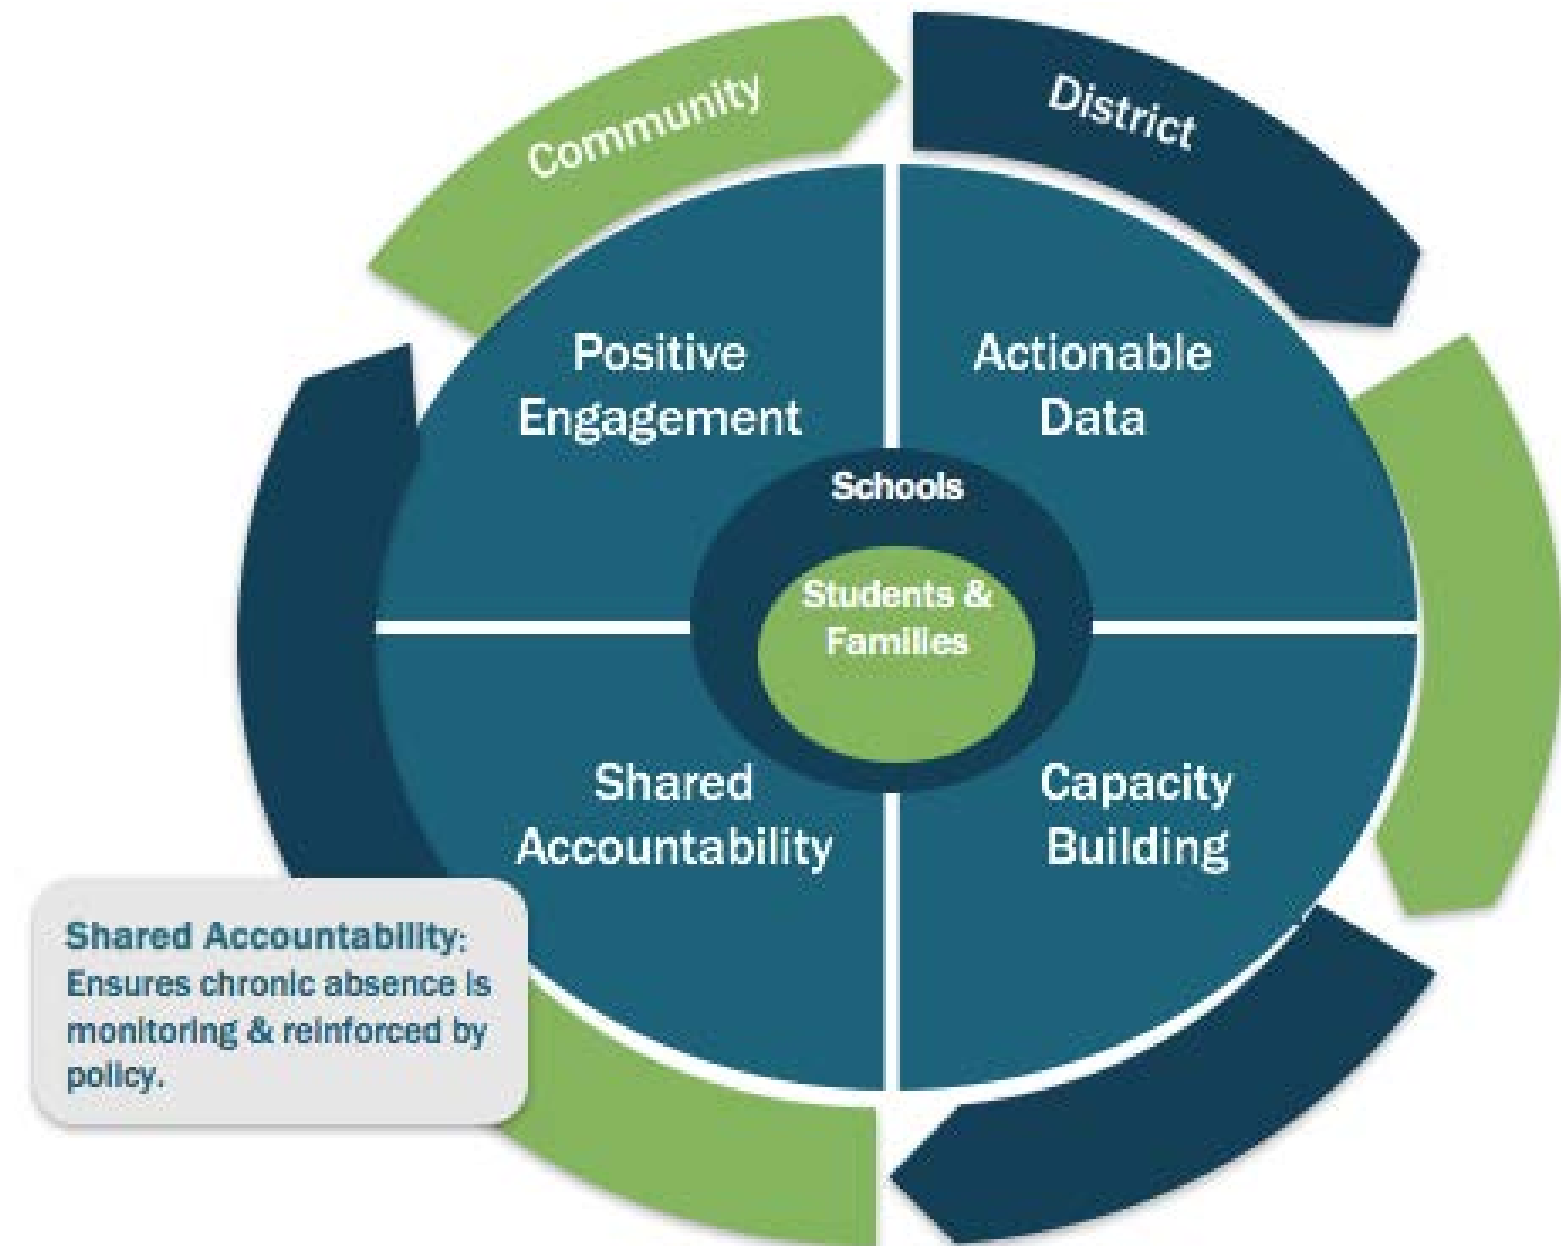 Community
District
Positive
Engagement
Actionable
Data
Schools
Students &
Families
Shared
Accountability
Capacity
Building
Shared Accountability:
Ensures chronic absence is
monitoring & reinforced by
policy.